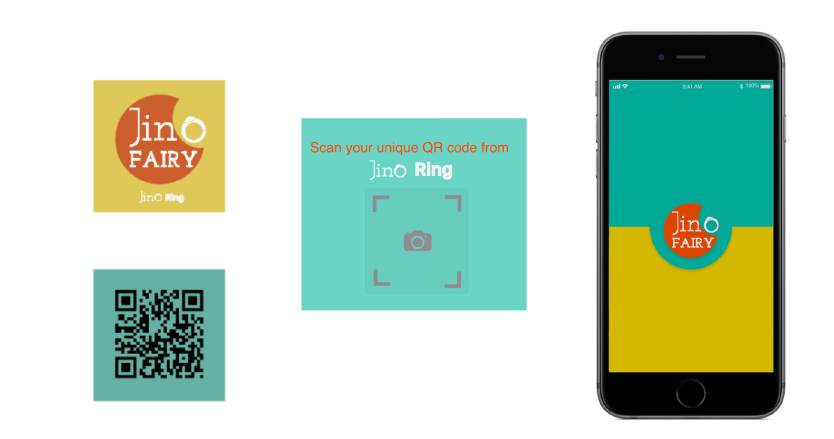 Jino
FAIRY
Jino Ring
Scan your unique QR code from
Jino Ring
9:41 AM
100%
Jino
FAIRY